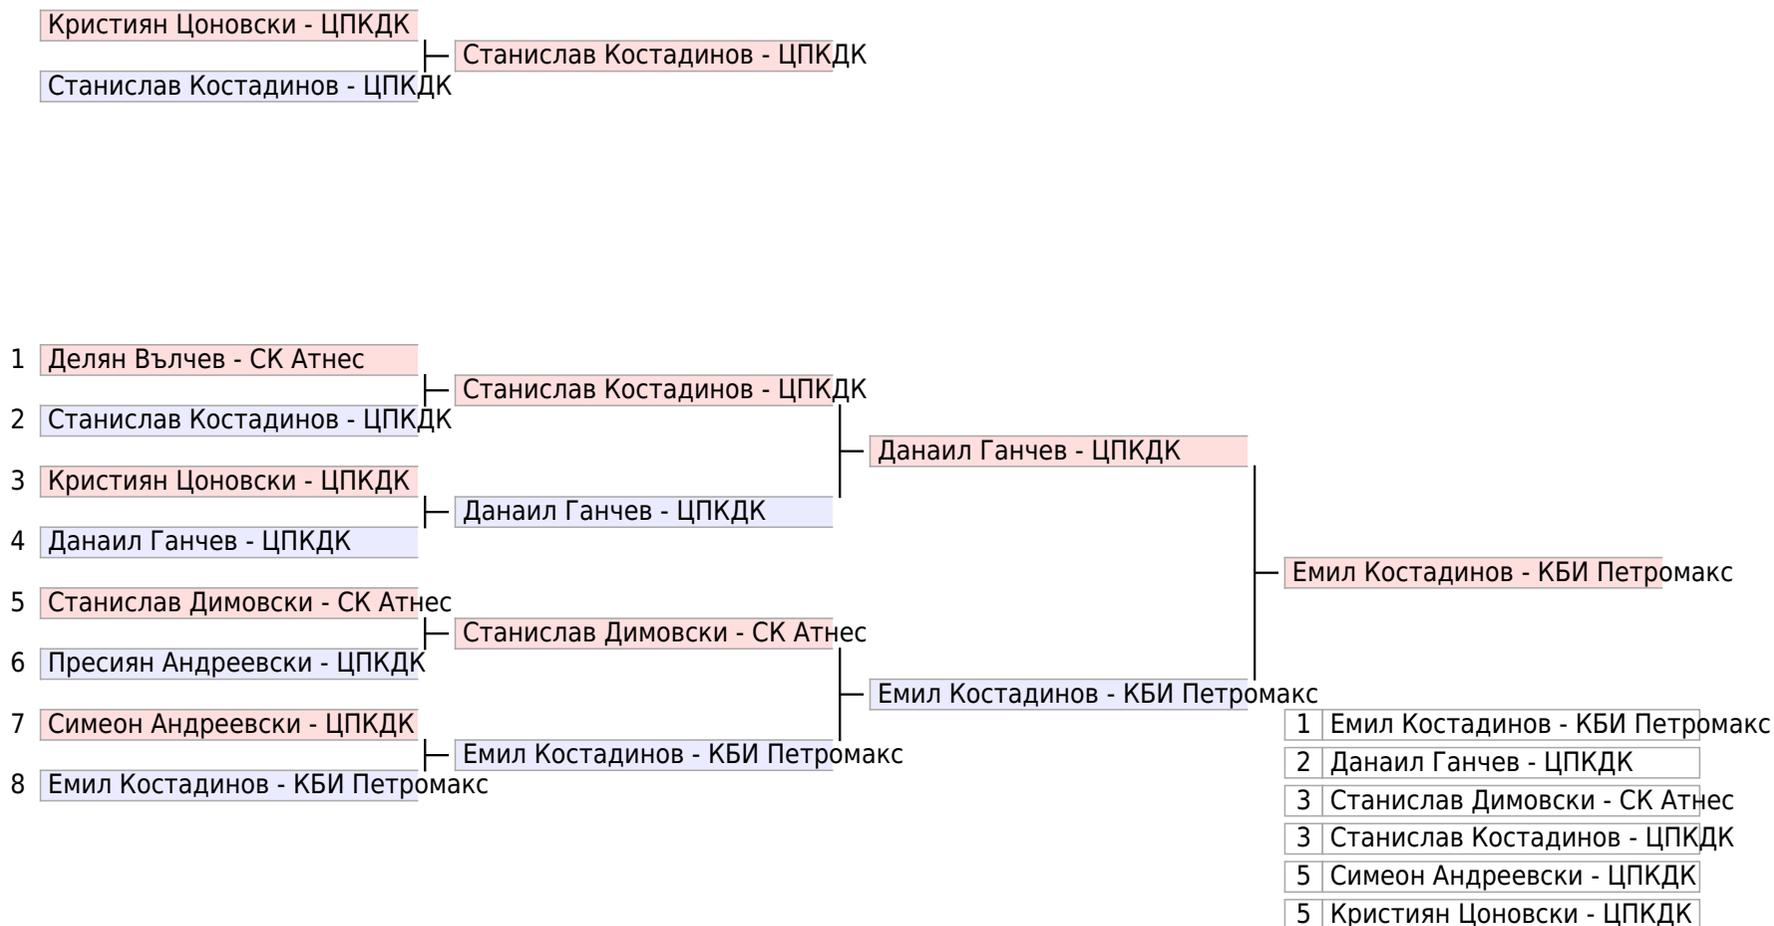 Кристиян Цоновски - ЦПКДК
Станислав Костадинов - ЦПКДК
Станислав Костадинов - ЦПКДК
1 Делян Вълчев - СК Атнес
Станислав Костадинов - ЦПКДК
2 Станислав Костадинов - ЦПКДК
Данаил Ганчев - ЦПКДК
3 Кристиян Цоновски - ЦПКДК
Данаил Ганчев - ЦПКДК
4 Данаил Ганчев - ЦПКДК
Емил Костадинов - КБИ Петромакс
5 Станислав Димовски - СК Атнес
Станислав Димовски - СК Атнес
6 Пресиян Андреевски - ЦПКДК
Емил Костадинов - КБИ Петромакс
7 Симеон Андреевски - ЦПКДК
Емил Костадинов - КБИ Петромакс
8 Емил Костадинов - КБИ Петромакс
1 Емил Костадинов - КБИ Петромакс
2 Данаил Ганчев - ЦПКДК
3 Станислав Димовски - СК Атнес
3 Станислав Костадинов - ЦПКДК
5 Симеон Андреевски - ЦПКДК
5 Кристиян Цоновски - ЦПКДК